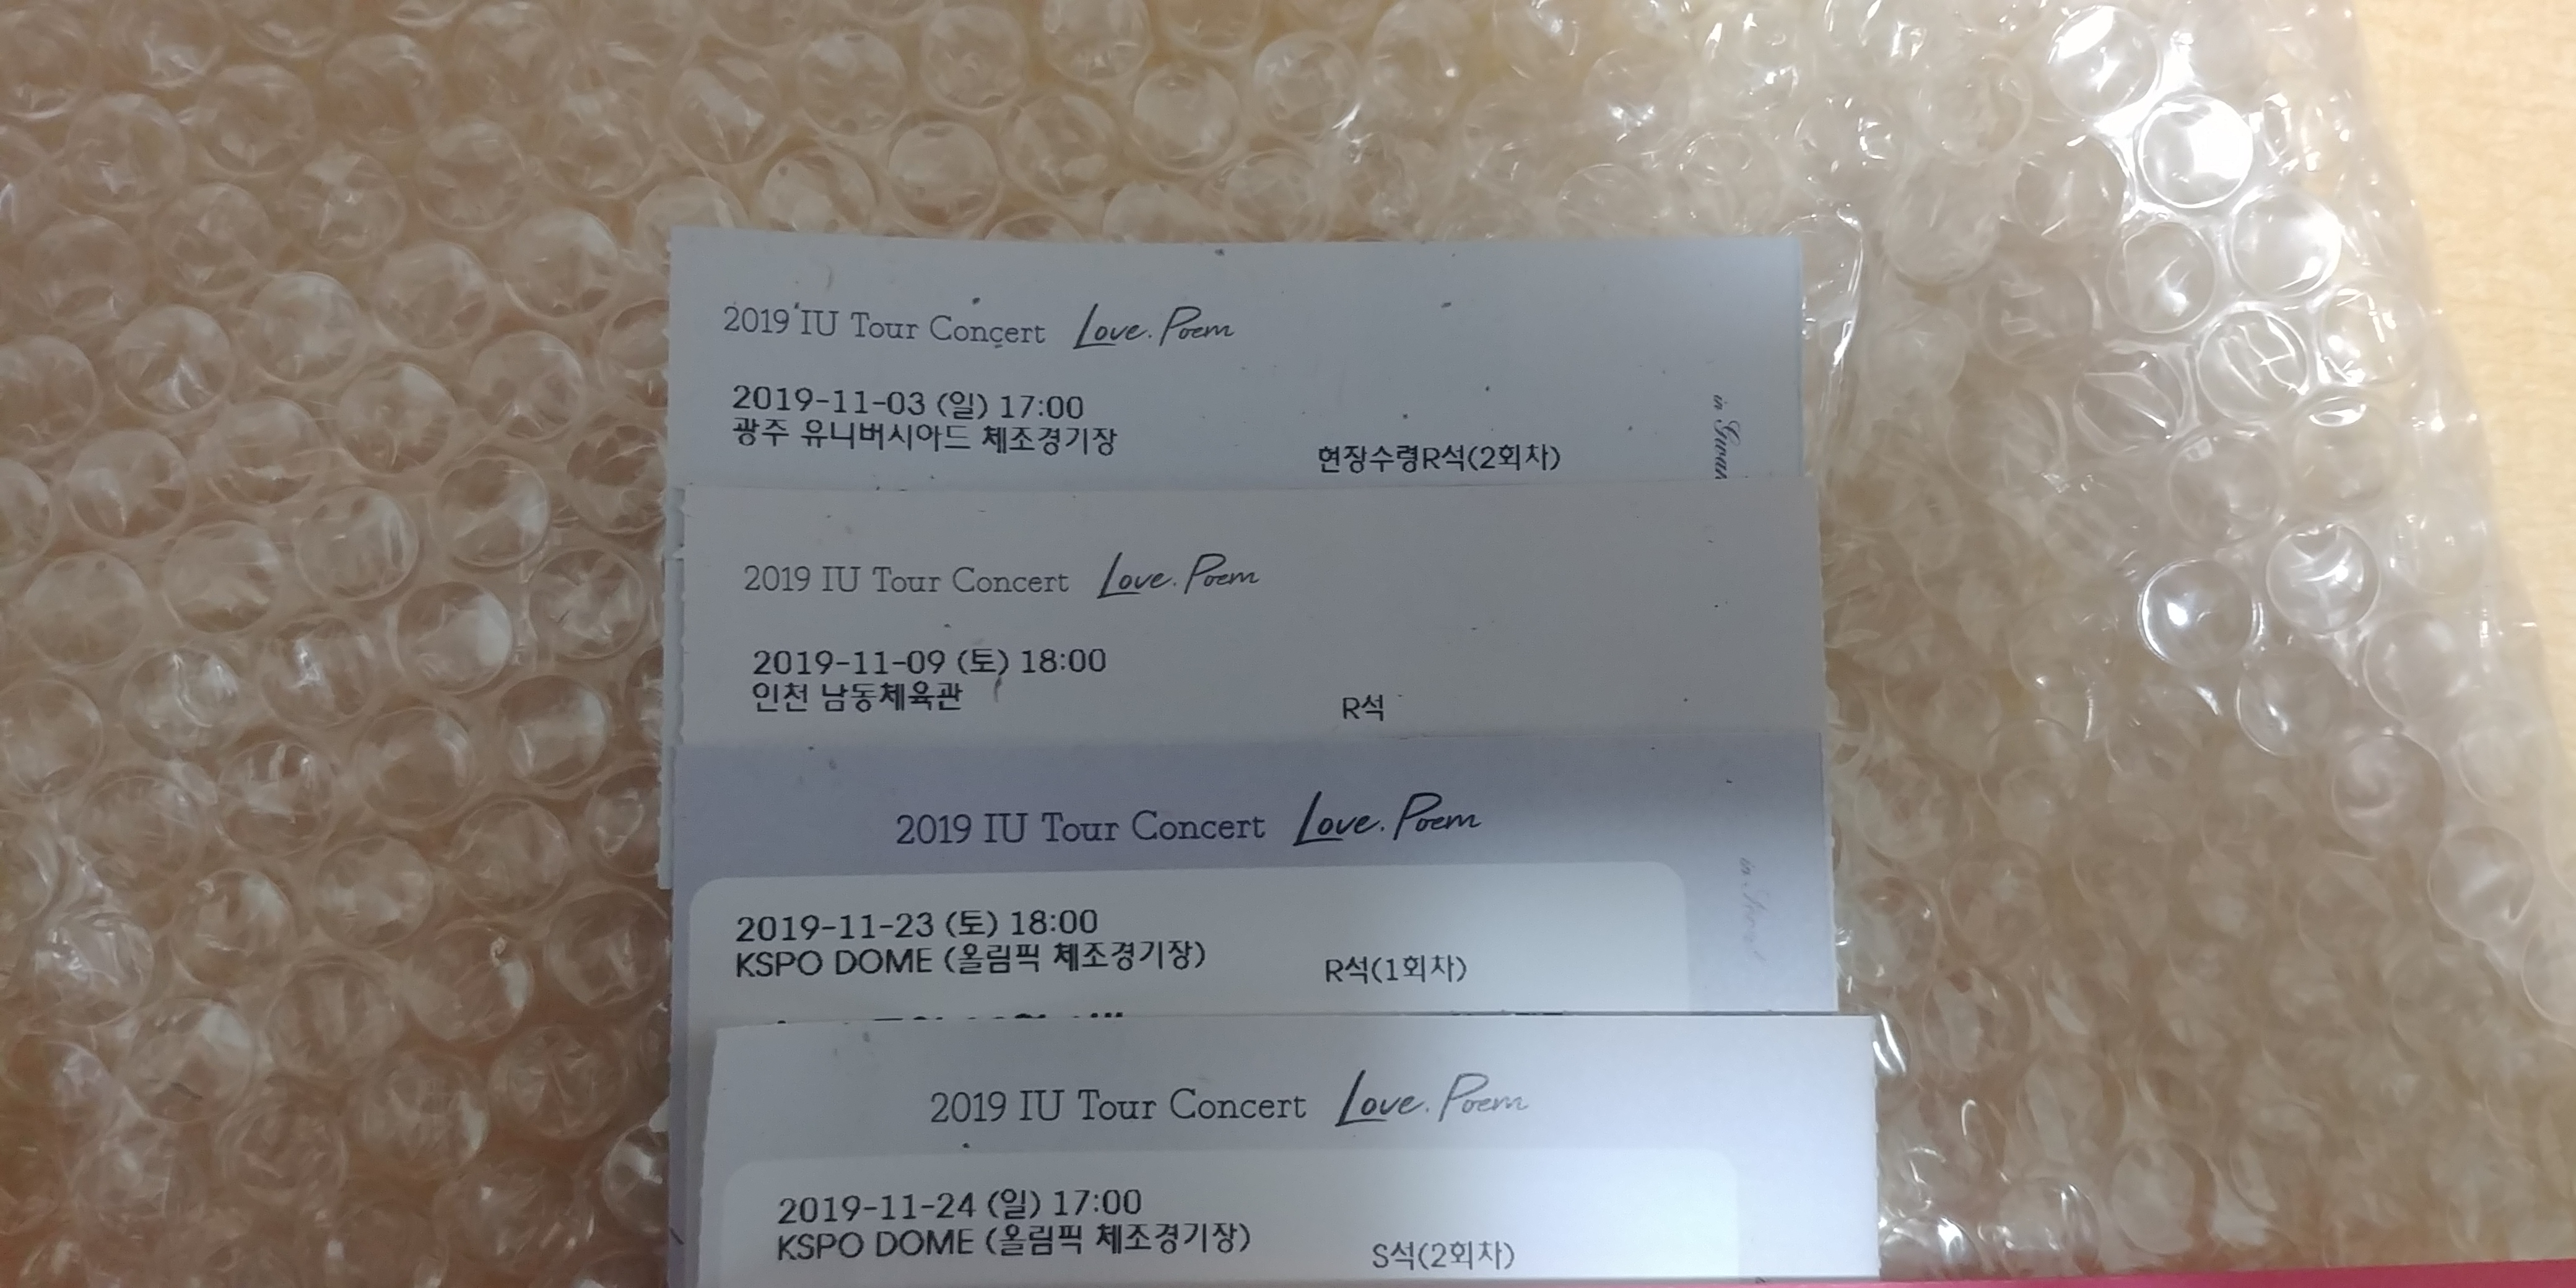 2019 IU Tour Concert Love. Poem
2019-11-03 (일) 17:00
광주 유니버시아드 체조경기장
현장수령R석(2회차)
in
2019 IU Tour Concert Love. Poem
2019-11-09 (토) 18:00
인천 남동체육관
R석
2019 IU Tour Concert Love. Poem
2019-11-23 (토) 18:00
KSPO DOME (올림픽 체조경기장)
R석(1회차)
in
2019 IU Tour Concert Love. Poem
2019-11-24 (일) 17:00
KSPO DOME (올림픽 체조경기장)
S석(2회차)